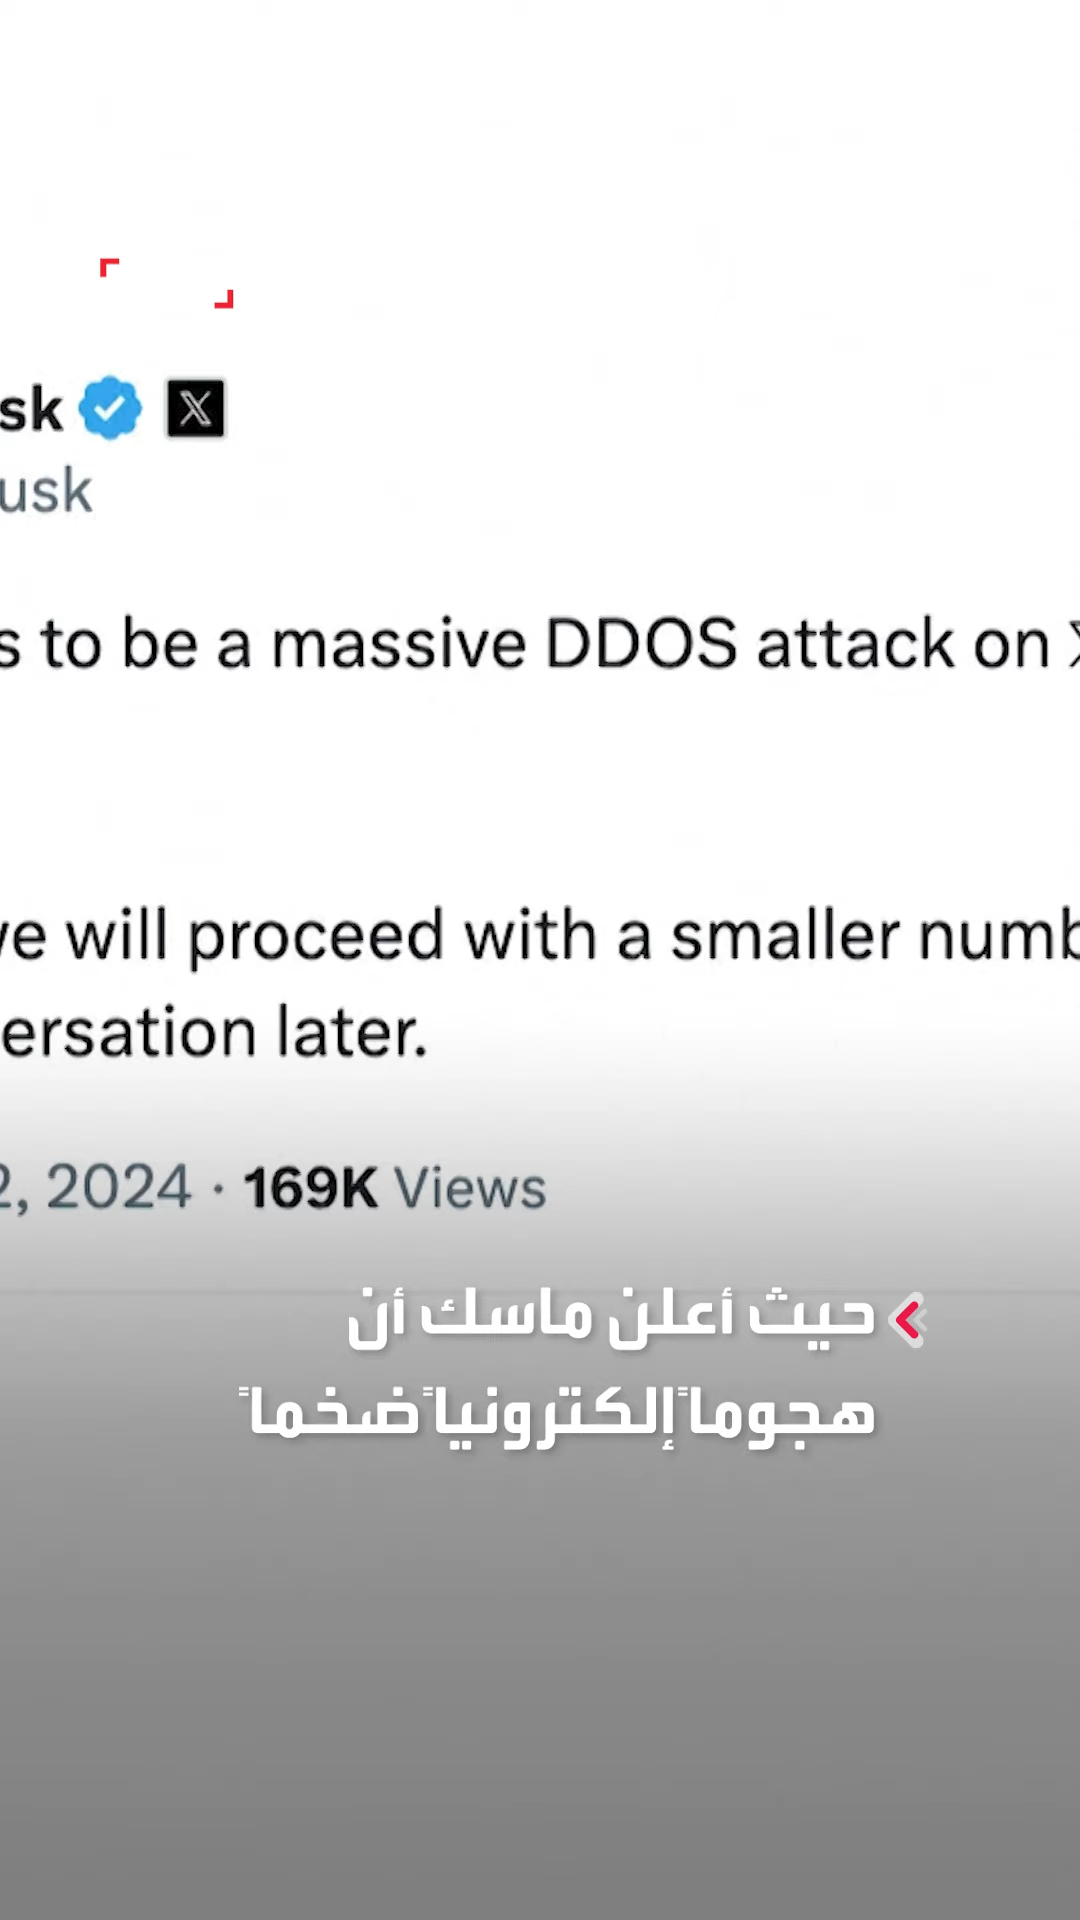 sk
usk
s to be a massive DDOS attack on
we will proceed with a smaller numb
ersation later.
2, 2024 · 169K Views
حيث أعلن ماسك أن
هجوماً إلكترونياً ضخماً